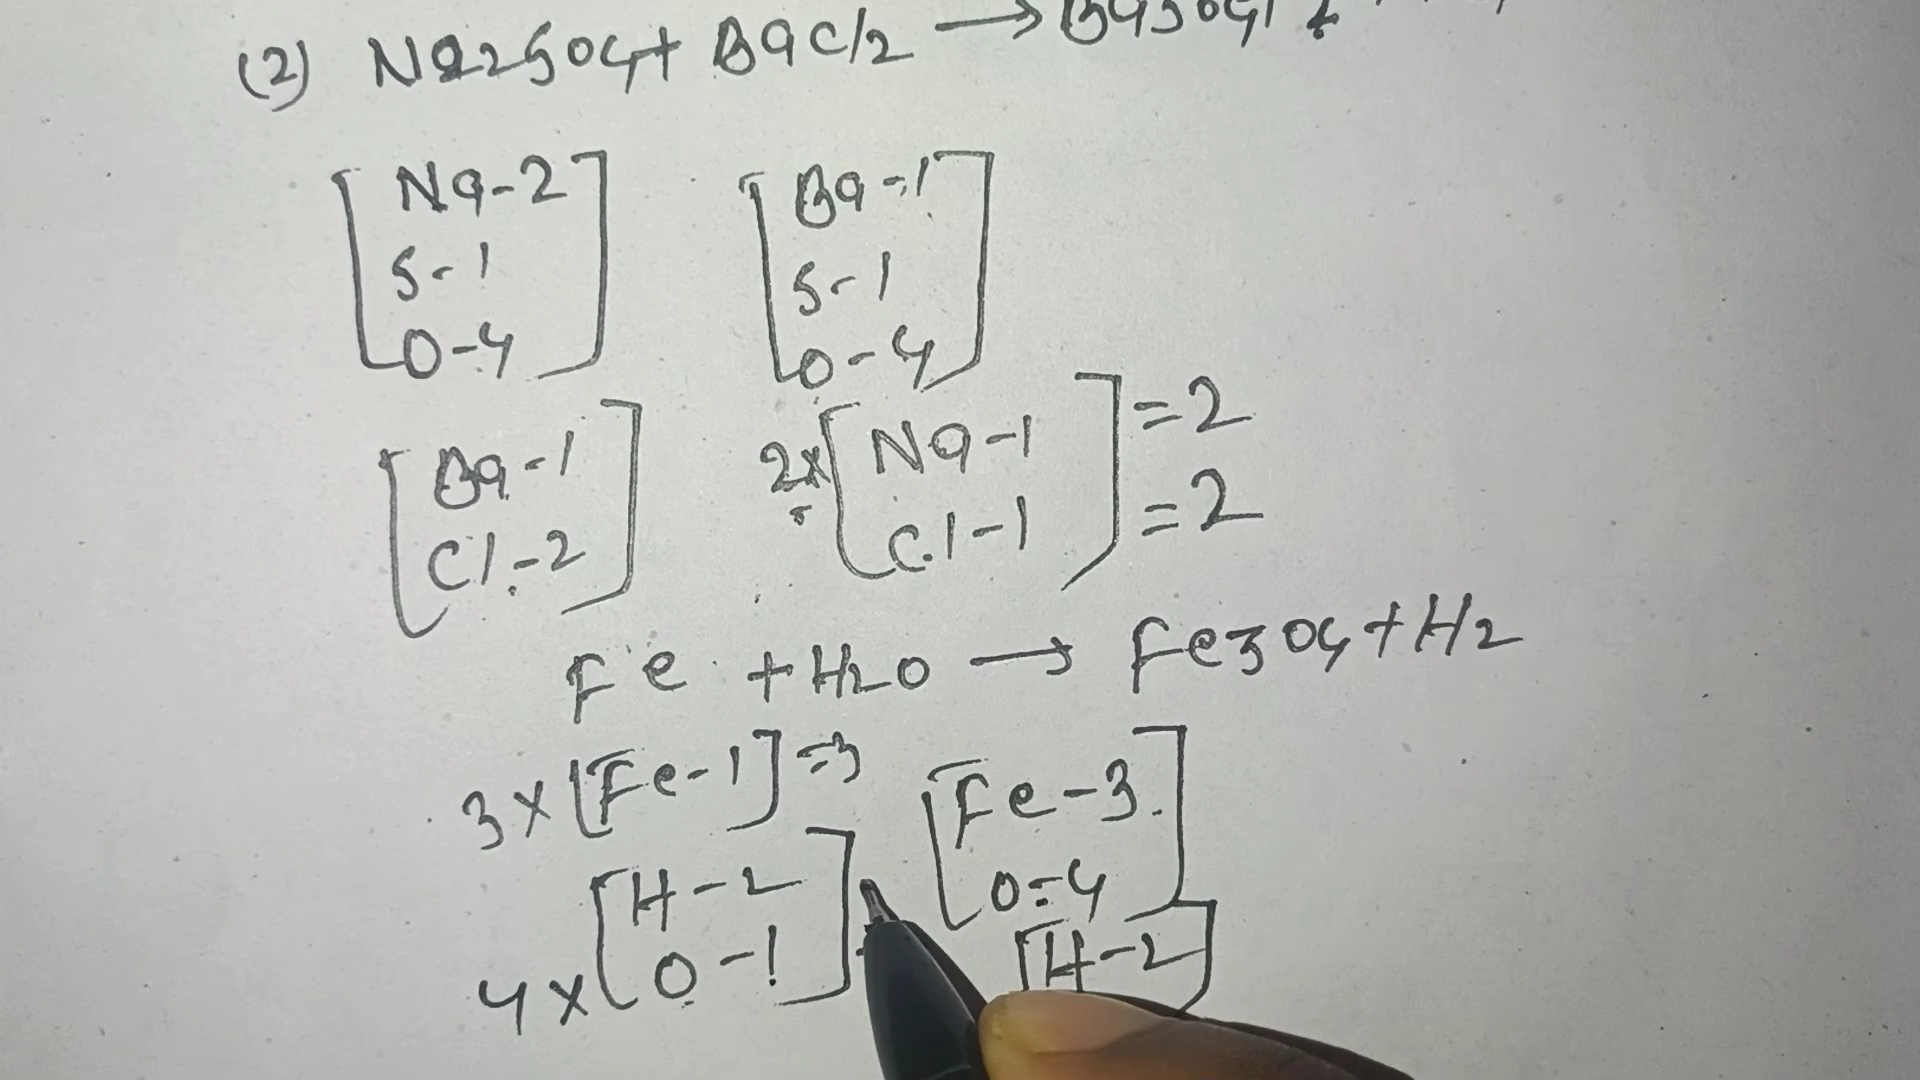 (2) Na2SO4 + BaCl2 → BaSO4
[Na-2 [Ba-1
S-1 S-1
O-4] O-4]
[Ba-1 2x[Na-1 =2
Cl-2] Cl-1] =2
Fe + H2O → Fe3O4 + H2
3x[Fe-1]=3 [Fe-3
4x[H-2 O=4]
O-1] [H-2]